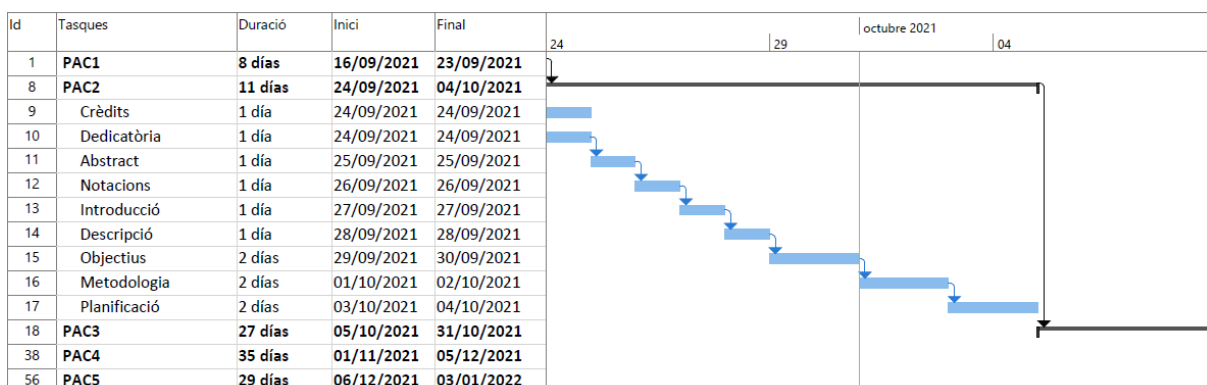 Id Tasques Duració Inici Final octubre 2021
24 29 04
1 PAC1 8 días 16/09/2021 23/09/2021
8 PAC2 11 días 24/09/2021 04/10/2021
9 Crèdits 1 día 24/09/2021 24/09/2021
10 Dedicatòria 1 día 24/09/2021 24/09/2021
11 Abstract 1 día 25/09/2021 25/09/2021
12 Notacions 1 día 26/09/2021 26/09/2021
13 Introducció 1 día 27/09/2021 27/09/2021
14 Descripció 1 día 28/09/2021 28/09/2021
15 Objectius 2 días 29/09/2021 30/09/2021
16 Metodologia 2 días 01/10/2021 02/10/2021
17 Planificació 2 días 03/10/2021 04/10/2021
18 PAC3 27 días 05/10/2021 31/10/2021
38 PAC4 35 días 01/11/2021 05/12/2021
56 PAC5 29 días 06/12/2021 03/01/2022